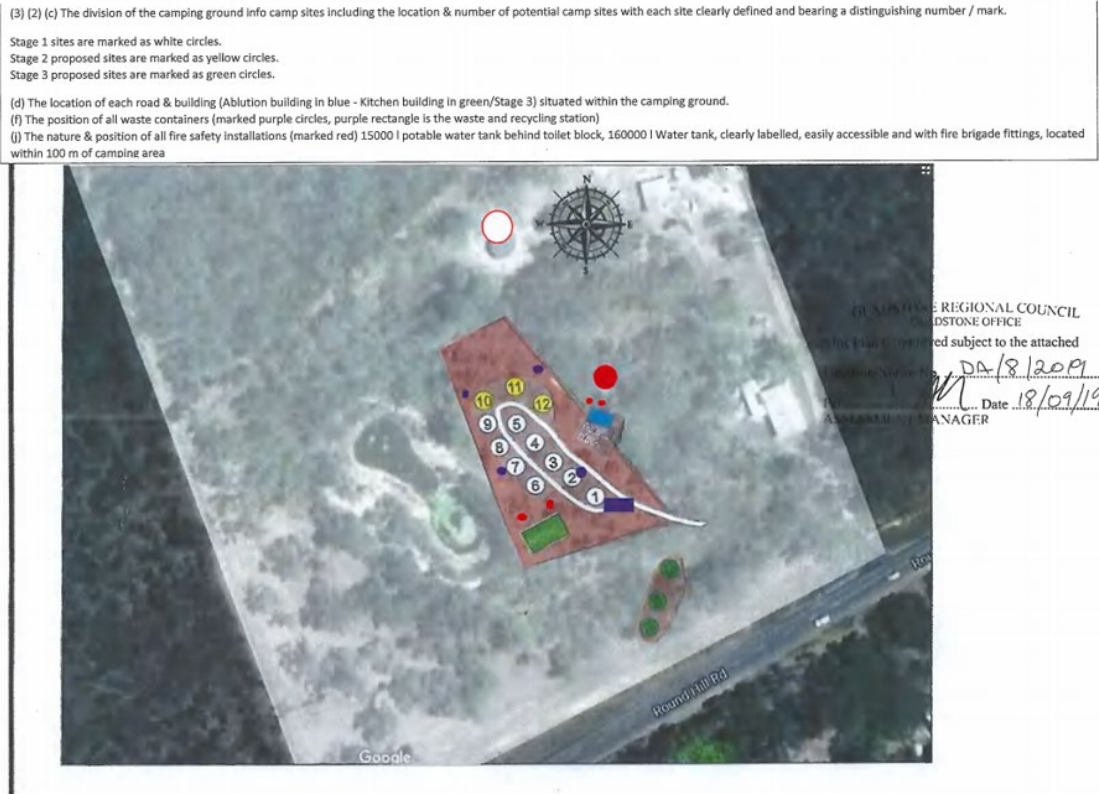 (3) (2) (c) The division of the camping ground info camp sites including the location & number of potential camp sites with each site clearly defined and bearing a distinguishing number / mark.
Stage 1 sites are marked as white circles.
Stage 2 proposed sites are marked as yellow circles.
Stage 3 proposed sites are marked as green circles.
(d) The location of each road & building (Ablution building in blue - Kitchen building in green/Stage 3) situated within the camping ground.
(f) The position of all waste containers (marked purple circles, purple rectangle is the waste and recycling station)
(j) The nature & position of all fire safety installations (marked red) 15000 l potable water tank behind toilet block, 160000 l Water tank, clearly labelled, easily accessible and with fire brigade fittings, located
within 100 m of camping area
N
W E
S
REGIONAL COUNCIL
GLADSTONE OFFICE
subject to the attached
DA/8/2019
Date 18/09/19
MANAGER
11
10
12
9
5
8
4
7
3
6
2
1
Rou
Round Hill Rd
Google